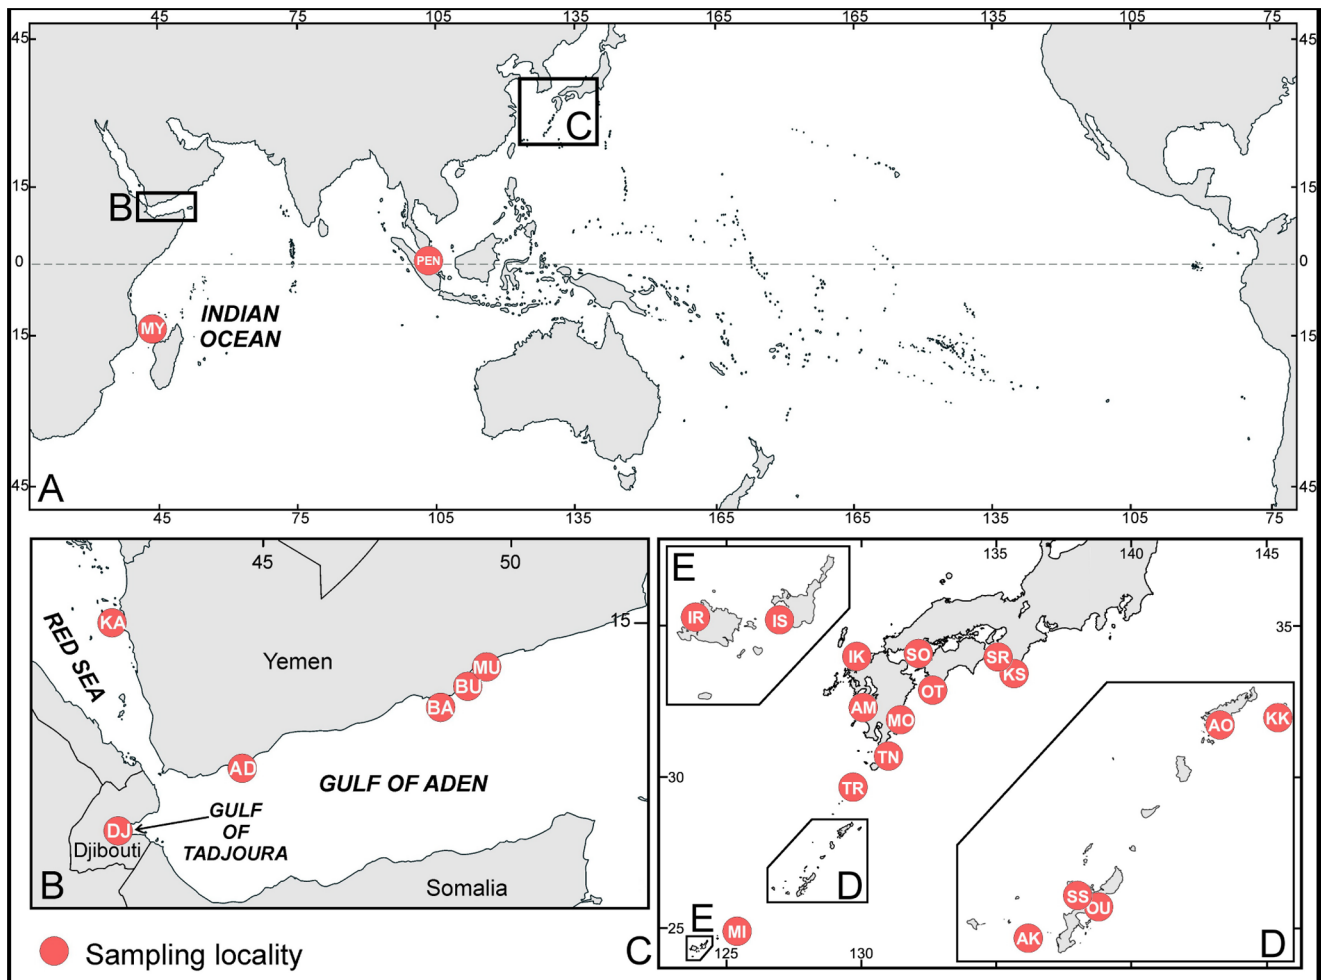 45 75 105 135 165 165 135 105 75
45 45
C
15 B 15
PEN
0 0
MY INDIAN
OCEAN
15 15
45 A 45
45 75 105 135 165 165 135 105 75
45 50
RED SEA
KA 15
Yemen
MU
BU
BA
AD
GULF OF ADEN
DJ
GULF
OF
TADJOURA
Djibouti
Somalia
B
Sampling locality
135 140 145
E
IR IS
35
IK SO SR
KS
OT
AM
MO
TN
30
TR
D
E
MI
25
C 125 130
AO KK
SS
OU
AK
D